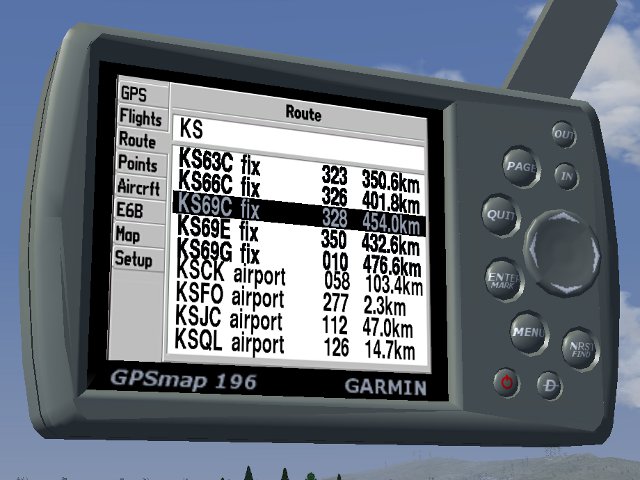 GPS
Flights
Route
Points
Aircrft
E6B
Map
Setup
Route
KS
KS63C fix 323 350.6km
KS66C fix 326 401.8km
KS69C fix 328 454.0km
KS69E fix 350 432.6km
KS69G fix 010 476.6km
KSCK airport 058 103.4km
KSFO airport 277 2.3km
KSJC airport 112 47.0km
KSQL airport 126 14.7km
GPSmap 196 GARMIN
OUT
PAGE
IN
QUIT
ENTER
MARK
MENU
NRST
FIND
D